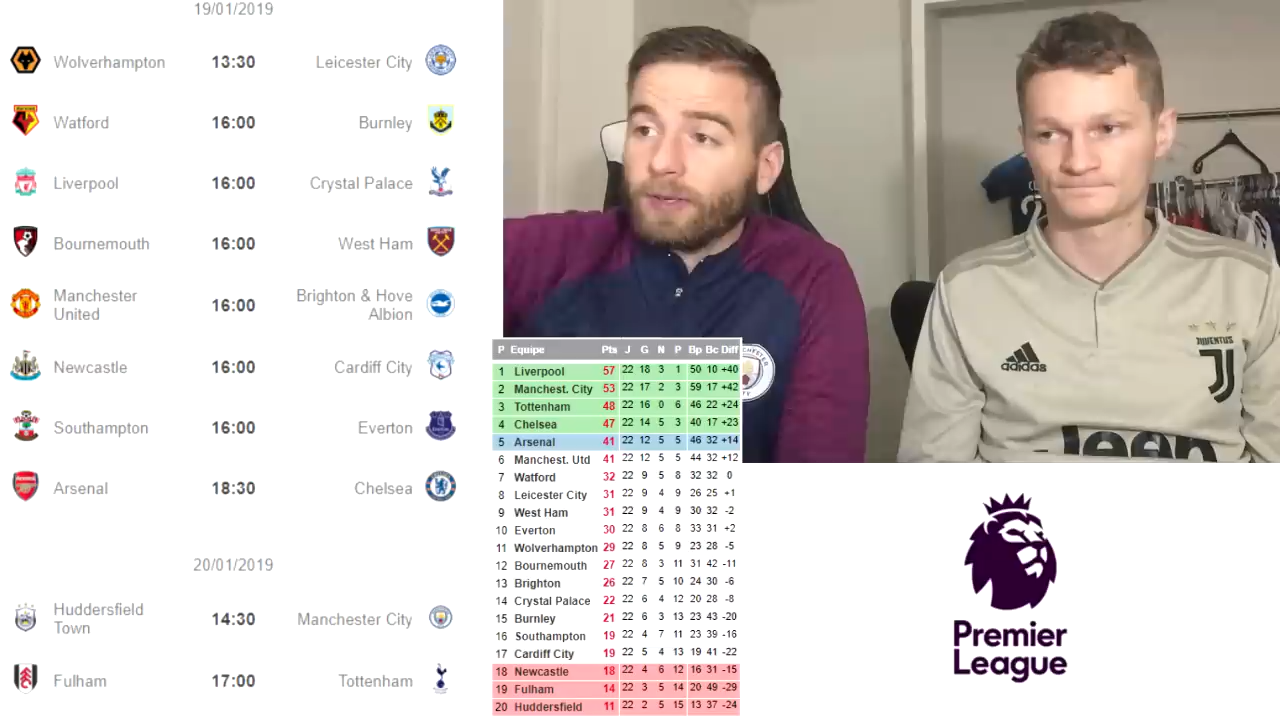 19/01/2019
Wolverhampton 13:30 Leicester City
Watford 16:00 Burnley
Liverpool 16:00 Crystal Palace
Bournemouth 16:00 West Ham
Manchester
United 16:00 Brighton & Hove
Albion
Newcastle 16:00 Cardiff City
Southampton 16:00 Everton
Arsenal 18:30 Chelsea
20/01/2019
Huddersfield
Town 14:30 Manchester City
Fulham 17:00 Tottenham
P Equipe Pts J G N P Bp Bc Diff
1 Liverpool 57 22 18 3 1 50 10 +40
2 Manchest. City 53 22 17 2 3 59 17 +42
3 Tottenham 48 22 16 0 6 46 22 +24
4 Chelsea 47 22 14 5 3 40 17 +23
5 Arsenal 41 22 12 5 5 46 32 +14
6 Manchest. Utd 41 22 12 5 5 44 32 +12
7 Watford 32 22 9 5 8 32 32 0
8 Leicester City 31 22 9 4 9 26 25 +1
9 West Ham 31 22 9 4 9 30 32 -2
10 Everton 30 22 8 6 8 33 31 +2
11 Wolverhampton 29 22 8 5 9 23 28 -5
12 Bournemouth 27 22 8 3 11 31 42 -11
13 Brighton 26 22 7 5 10 24 30 -6
14 Crystal Palace 22 22 6 4 12 20 28 -8
15 Burnley 21 22 6 3 13 23 43 -20
16 Southampton 19 22 4 7 11 23 39 -16
17 Cardiff City 19 22 5 4 13 19 41 -22
18 Newcastle 18 22 4 6 12 16 31 -15
19 Fulham 14 22 3 5 14 20 49 -29
20 Huddersfield 11 22 2 5 15 13 37 -24
adidas
JUVENTUS
Jeep
Premier
League